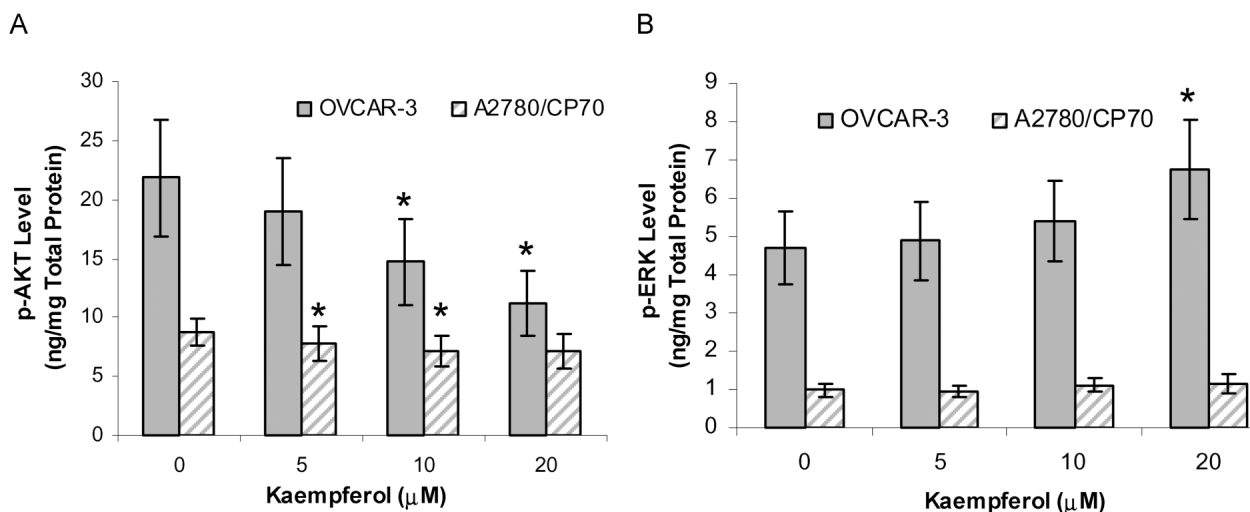 A
p-AKT Level
(ng/mg Total Protein)
30
25
20
15
10
5
0
OVCAR-3 A2780/CP70
*
*
*
*
0 5 10 20
Kaempferol (μM)
B
p-ERK Level
(ng/mg Total Protein)
9
8
7
6
5
4
3
2
1
0
OVCAR-3 A2780/CP70
*
0 5 10 20
Kaempferol (μM)